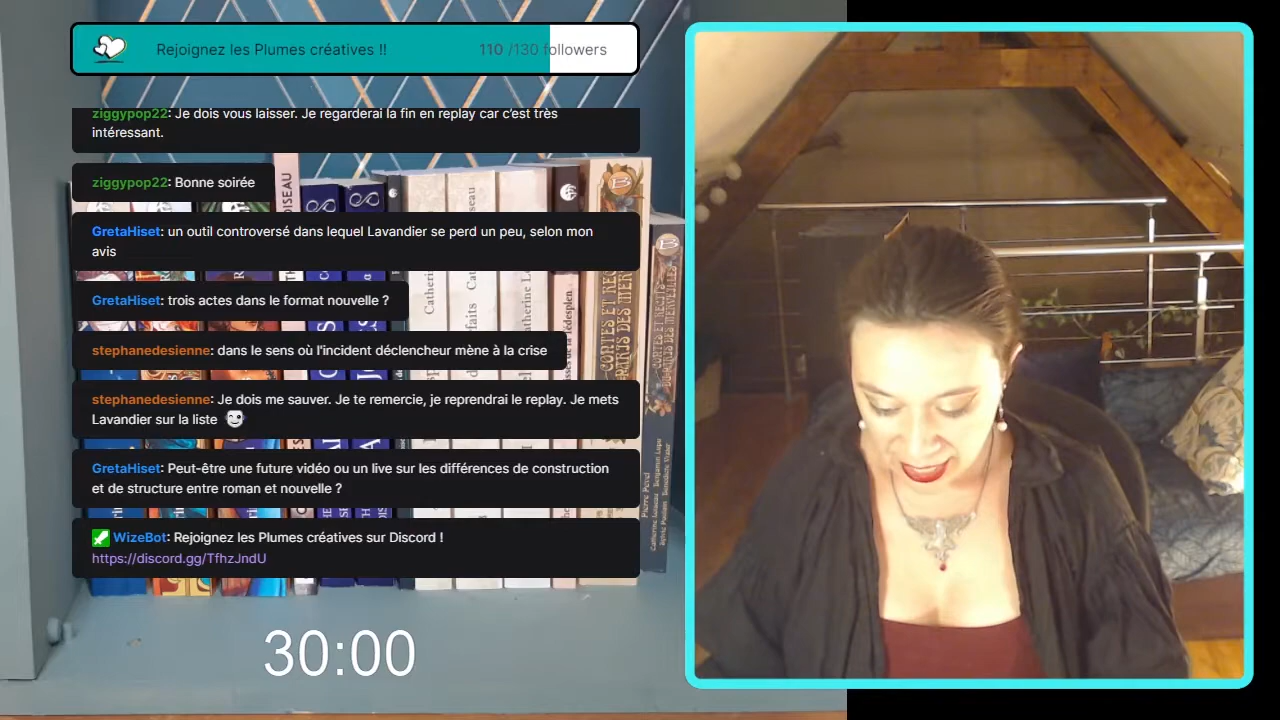 Rejoignez les Plumes créatives !!
110 /130 followers
ziggypop22: Je dois vous laisser. Je regarderai la fin en replay car c'est très
intéressant.
ziggypop22: Bonne soirée
GretaHiset: un outil controversé dans lequel Lavandier se perd un peu, selon mon
avis
GretaHiset: trois actes dans le format nouvelle ?
stephanedesienne: dans le sens où l'incident déclencheur mène à la crise
stephanedesienne: Je dois me sauver. Je te remercie, je reprendrai le replay. Je mets
Lavandier sur la liste
GretaHiset: Peut-être une future vidéo ou un live sur les différences de construction
et de structure entre roman et nouvelle ?
WizeBot: Rejoignez les Plumes créatives sur Discord !
https://discord.gg/TfhzJndU
30:00
OISEAU
Catherine
faits
Pierre Pevel